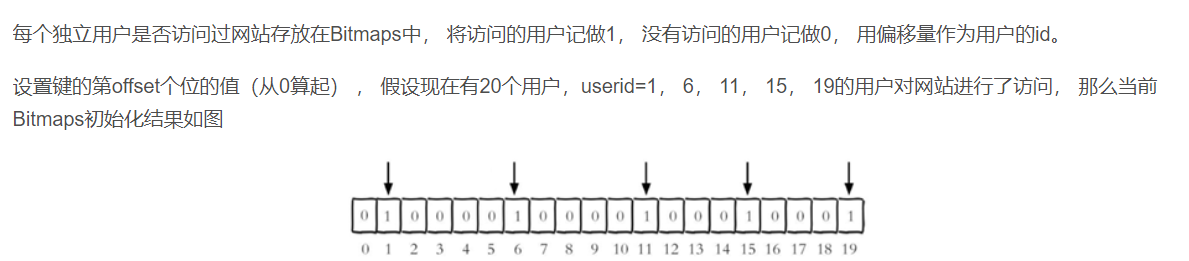 每个独立用户是否访问过网站存放在Bitmaps中， 将访问的用户记做1， 没有访问的用户记做0， 用偏移量作为用户的id。
设置键的第offset个位的值（从0算起）， 假设现在有20个用户，userid=1， 6， 11， 15， 19的用户对网站进行了访问， 那么当前
Bitmaps初始化结果如图
0 1 0 0 0 0 1 0 0 0 0 1 0 0 0 1 0 0 0 1
0 1 2 3 4 5 6 7 8 9 10 11 12 13 14 15 16 17 18 19